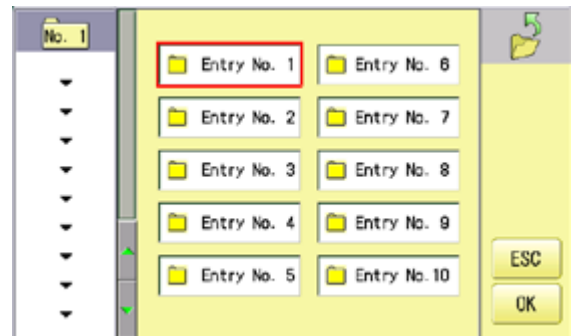 No. 1
Entry No. 1
Entry No. 6
Entry No. 2
Entry No. 7
Entry No. 3
Entry No. 8
Entry No. 4
Entry No. 9
Entry No. 5
Entry No.10
ESC
OK